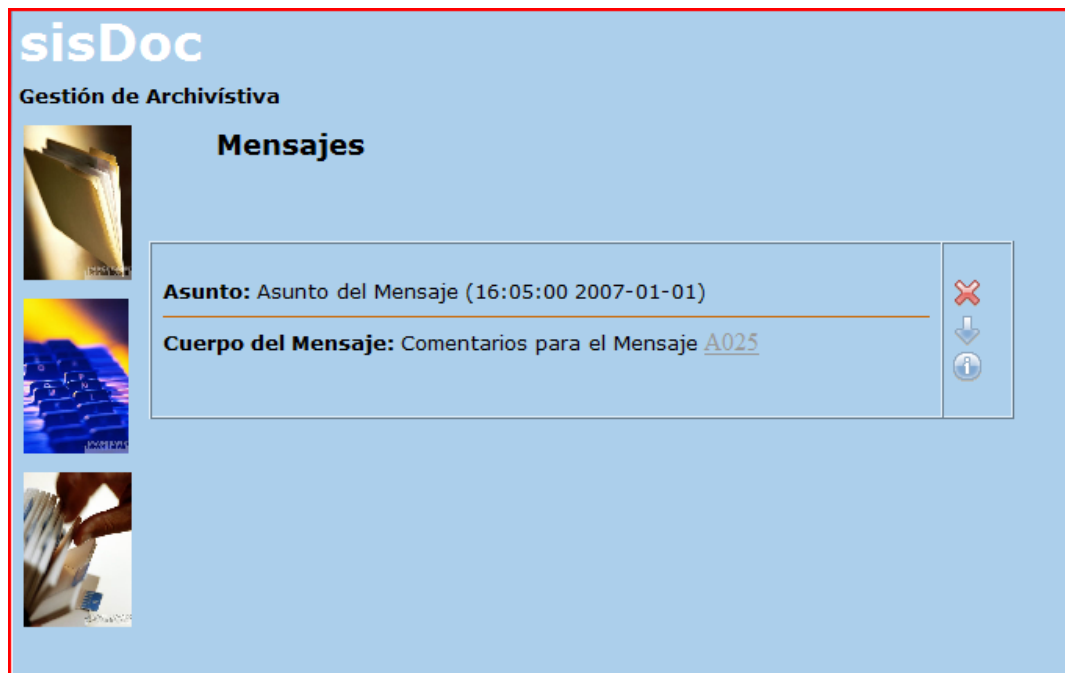 sisDoc
Gestión de Archivístiva
Mensajes
Asunto: Asunto del Mensaje (16:05:00 2007-01-01)
Cuerpo del Mensaje: Comentarios para el Mensaje A025